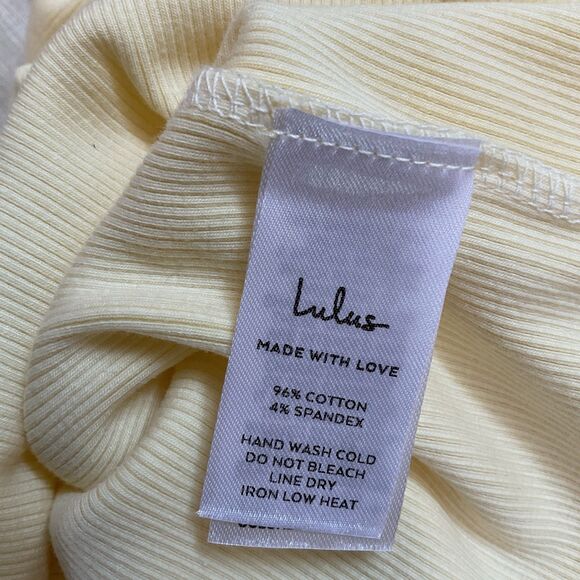 Lulus
MADE WITH LOVE
96% COTTON
4% SPANDEX
HAND WASH COLD
DO NOT BLEACH
LINE DRY
IRON LOW HEAT